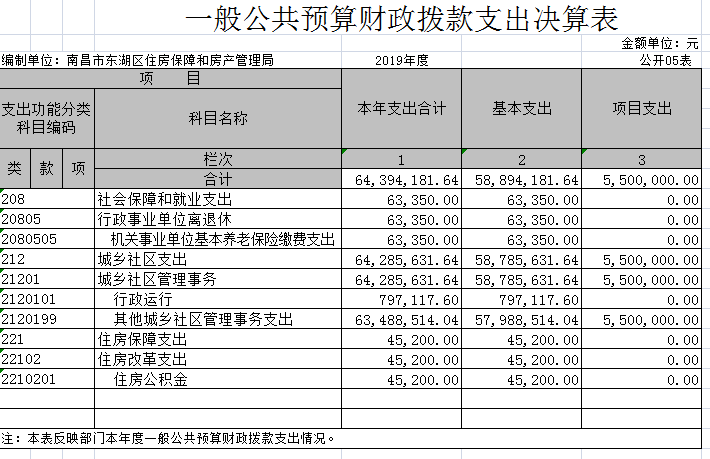 一般公共预算财政拨款支出决算表
金额单位：元
编制单位：南昌市东湖区住房保障和房产管理局 2019年度 公开05表
项 目 本年支出合计 基本支出 项目支出
支出功能分类科目编码 科目名称
类 款 项 栏次 1 2 3
合计 64,394,181.64 58,894,181.64 5,500,000.00
208 社会保障和就业支出 63,350.00 63,350.00 0.00
20805 行政事业单位离退休 63,350.00 63,350.00 0.00
2080505 机关事业单位基本养老保险缴费支出 63,350.00 63,350.00 0.00
212 城乡社区支出 64,285,631.64 58,785,631.64 5,500,000.00
21201 城乡社区管理事务 64,285,631.64 58,785,631.64 5,500,000.00
2120101 行政运行 797,117.60 797,117.60 0.00
2120199 其他城乡社区管理事务支出 63,488,514.04 57,988,514.04 5,500,000.00
221 住房保障支出 45,200.00 45,200.00 0.00
22102 住房改革支出 45,200.00 45,200.00 0.00
2210201 住房公积金 45,200.00 45,200.00 0.00
注：本表反映部门本年度一般公共预算财政拨款支出情况。